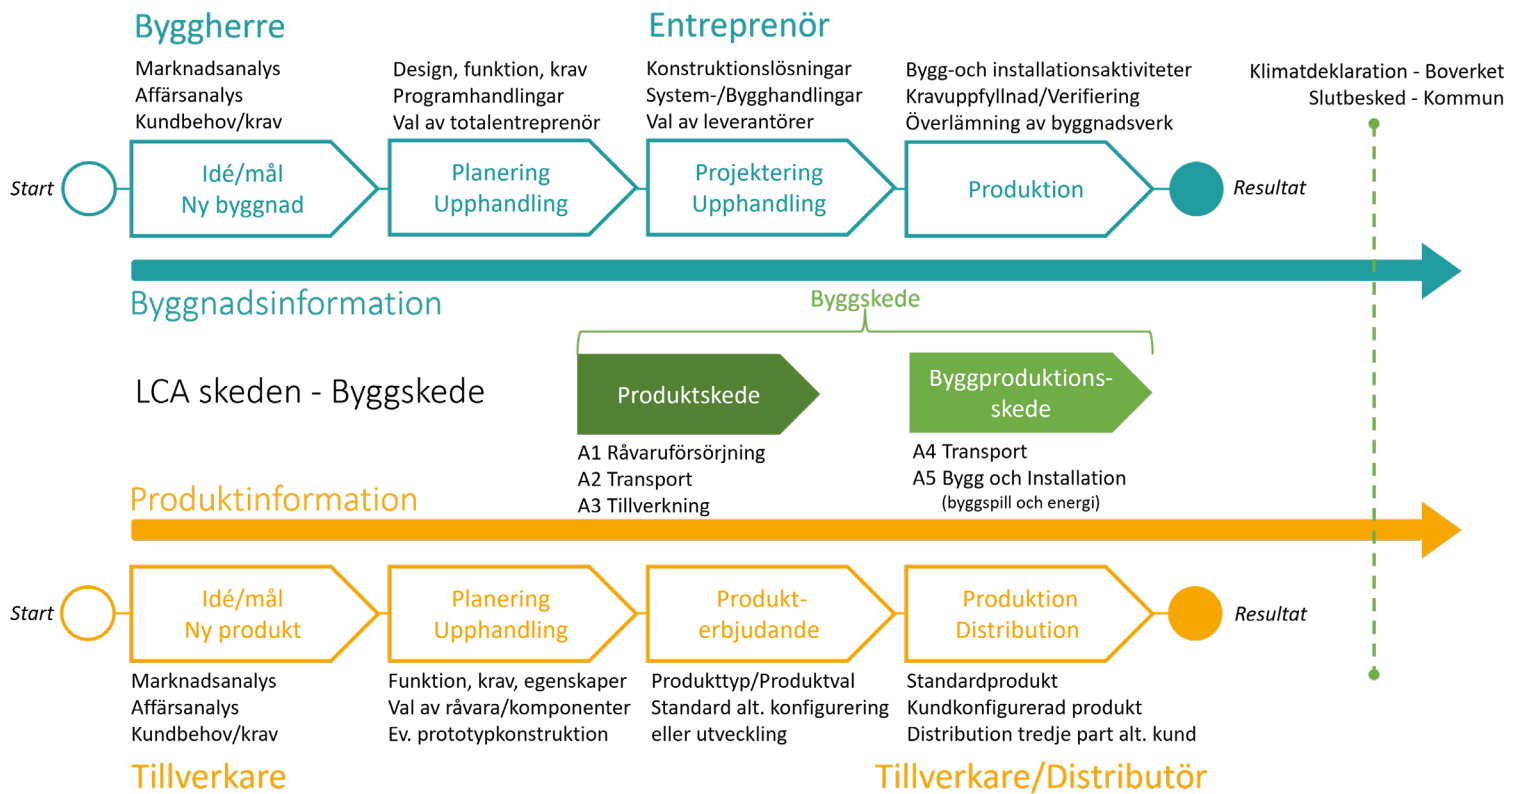 Byggherre
Marknadsanalys
Affärsanalys
Kundbehov/krav
Design, funktion, krav
Programhandlingar
Val av totalentreprenör
Entreprenör
Konstruktionslösningar
System-/Bygghandlingar
Val av leverantörer
Bygg-och installationsaktiviteter
Kravuppfyllnad/Verifiering
Överlämning av byggnadsverk
Klimatdeklaration - Boverket
Slutbesked - Kommun
Start
Idé/mål
Ny byggnad
Planering
Upphandling
Projektering
Upphandling
Produktion
Resultat
Byggnadsinformation
Byggskede
LCA skeden - Byggskede
Produktskede
Byggproduktions-
skede
A1 Råvaruförsörjning
A2 Transport
A3 Tillverkning
A4 Transport
A5 Bygg och Installation
(byggspill och energi)
Produktinformation
Start
Idé/mål
Ny produkt
Planering
Upphandling
Produkt-
erbjudande
Produktion
Distribution
Resultat
Marknadsanalys
Affärsanalys
Kundbehov/krav
Funktion, krav, egenskaper
Val av råvara/komponenter
Ev. prototypkonstruktion
Produkttyp/Produktval
Standard alt. konfigurering
eller utveckling
Standardprodukt
Kundkonfigurerad produkt
Distribution tredje part alt. kund
Tillverkare
Tillverkare/Distributör